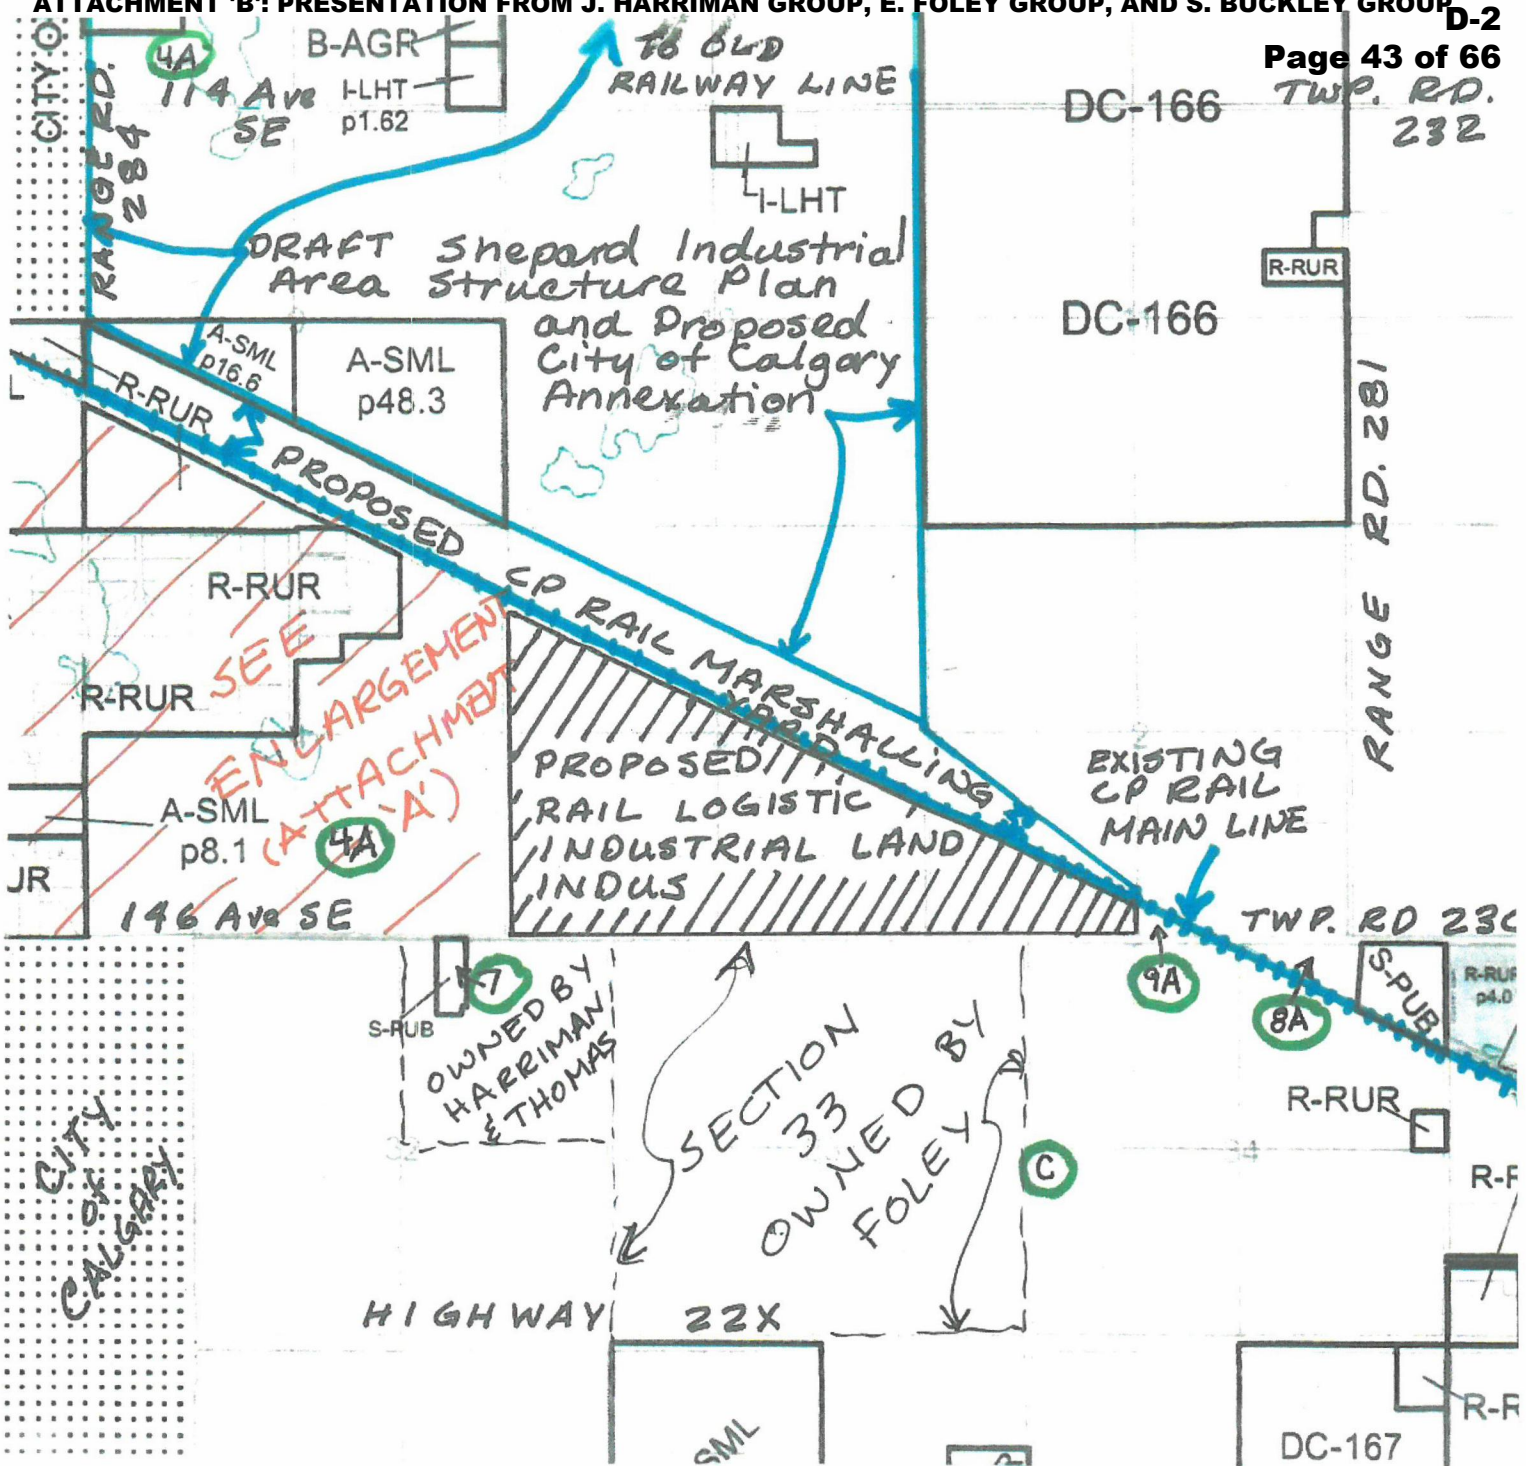 ATTACHMENT 'B': PRESENTATION FROM J. HARRIMAN GROUP, E. FOLEY GROUP, AND S. BUCKLEY GROUP
D-2
Page 43 of 66
CITY O
RANGE RD.
284
4A
114 Ave
SE
B-AGR
I-LHT
p1.62
TO OLD
RAILWAY LINE
I-LHT
DC-166
TWP. RD.
232
R-RUR
DC-166
RANGE RD. 281
DRAFT Shepard Industrial
Area Structure Plan
and Proposed
City of Calgary
Annexation
A-SML
p16.6
A-SML
p48.3
R-RUR
L
PROPOSED CP RAIL MARSHALLING
YARD
R-RUR
R-RUR
SEE
ENLARGEMENT
(ATTACHMENT
'A')
A-SML
p8.1
4A
JR
146 Ave SE
PROPOSED
RAIL LOGISTIC
INDUSTRIAL LAND
INDUS
EXISTING
CP RAIL
MAIN LINE
TWP. RD 230
S-PUB
7
OWNED BY
HARRIMAN
& THOMAS
SECTION
33
OWNED BY
FOLEY
9A
8A
S-PUB
R-RUR
p4.0
R-RUR
C
32
34
R-R
CITY
of
CALGARY
HIGHWAY 22X
SML
DC-167
R-R